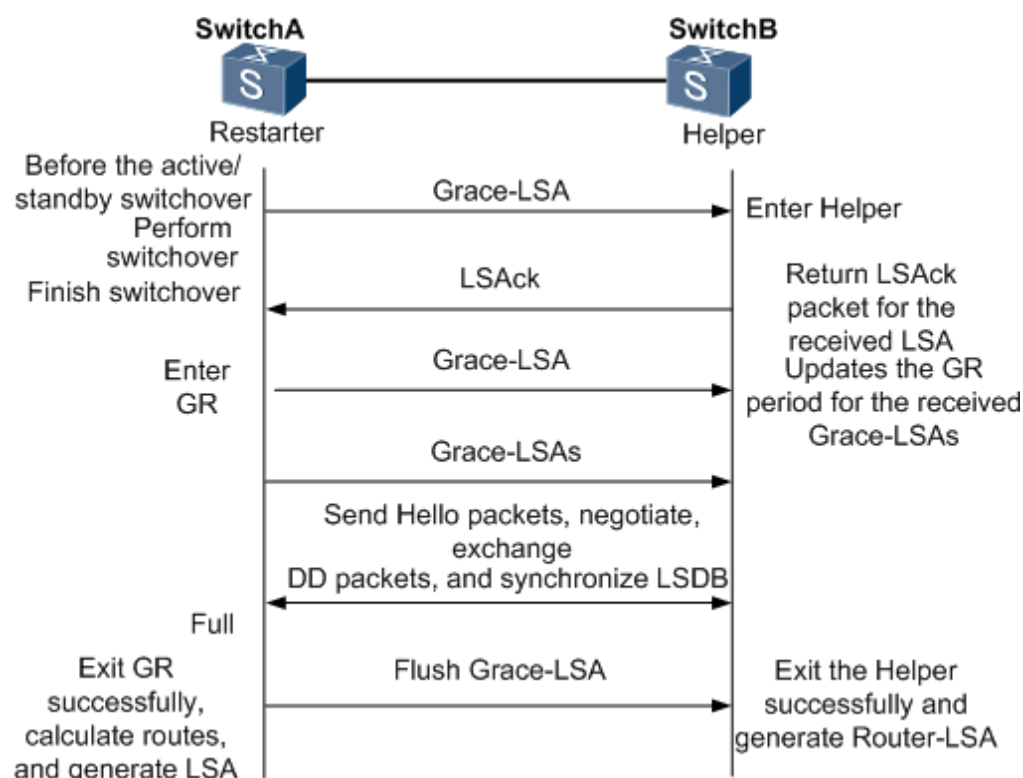 SwitchA
SwitchB
S
S
Restarter
Helper
Before the active/
standby switchover
Grace-LSA
Enter Helper
Perform
switchover
Finish switchover
LSAck
Return LSAck
packet for the
received LSA
Enter
GR
Grace-LSA
Updates the GR
period for the received
Grace-LSAs
Grace-LSAs
Send Hello packets, negotiate,
exchange
DD packets, and synchronize LSDB
Full
Exit GR
successfully,
calculate routes,
and generate LSA
Flush Grace-LSA
Exit the Helper
successfully and
generate Router-LSA